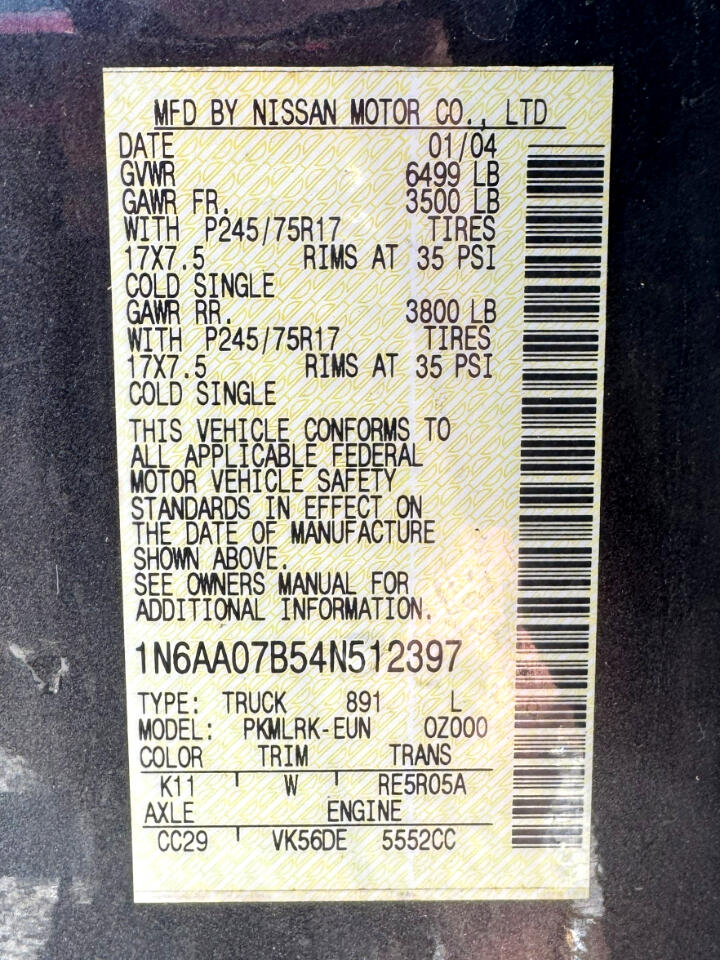 MFD BY NISSAN MOTOR CO., LTD
DATE 01/04
GVWR 6499 LB
GAWR FR. 3500 LB
WITH P245/75R17 TIRES
17X7.5 RIMS AT 35 PSI
COLD SINGLE
GAWR RR. 3800 LB
WITH P245/75R17 TIRES
17X7.5 RIMS AT 35 PSI
COLD SINGLE
THIS VEHICLE CONFORMS TO
ALL APPLICABLE FEDERAL
MOTOR VEHICLE SAFETY
STANDARDS IN EFFECT ON
THE DATE OF MANUFACTURE
SHOWN ABOVE.
SEE OWNERS MANUAL FOR
ADDITIONAL INFORMATION.
1N6AA07B54N512397
TYPE: TRUCK 891 L
MODEL: PKMLRK-EUN OZ000
COLOR TRIM TRANS
K11 W RE5R05A
AXLE ENGINE
CC29 VK56DE 5552CC